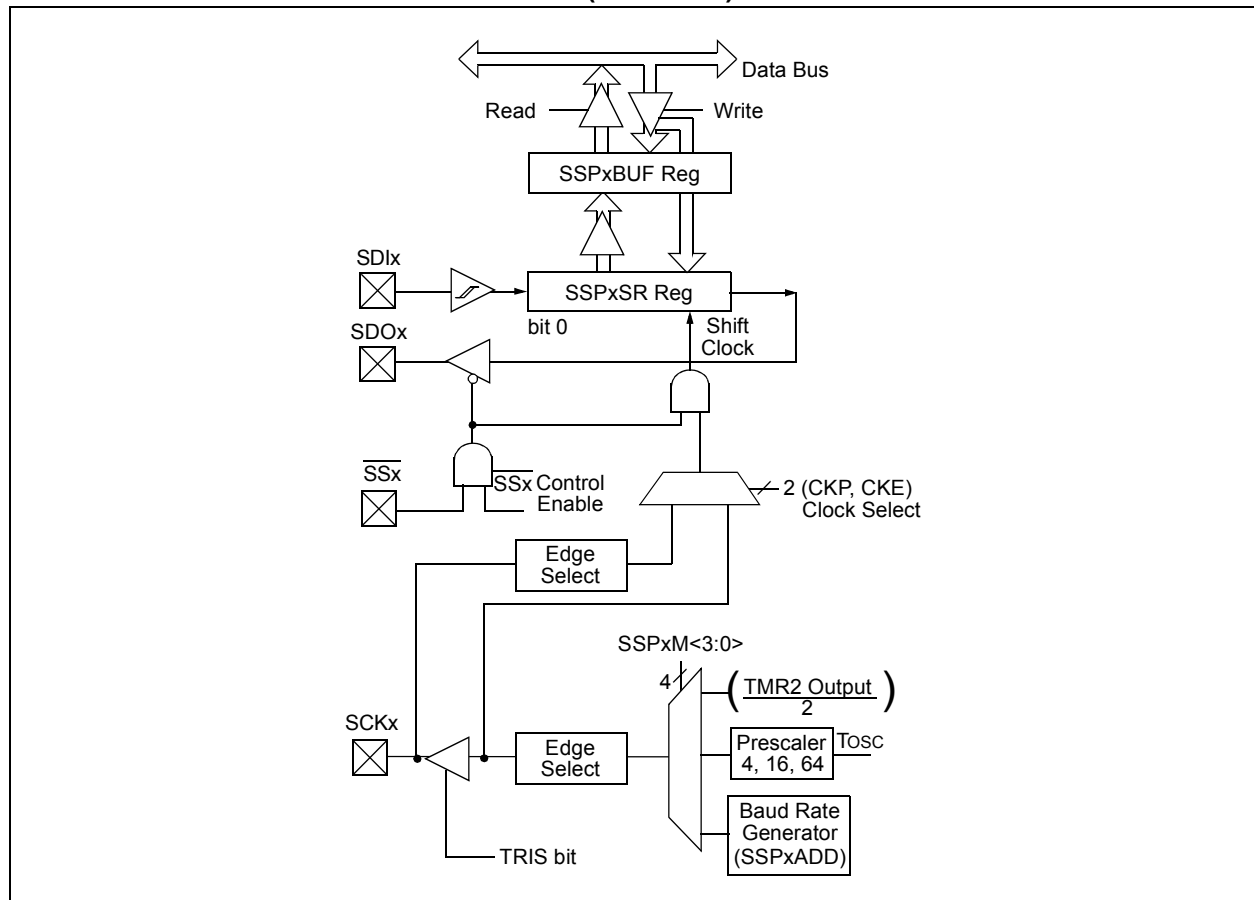 Data Bus
Read
Write
SSPxBUF Reg
SDIx
SSPxSR Reg
bit 0
Shift
Clock
SDOx
SSx
SSx Control
Enable
2 (CKP, CKE)
Clock Select
Edge
Select
SSPxM<3:0>
4
(TMR2 Output)
2
SCKx
Edge
Select
Prescaler
4, 16, 64
TOSC
Baud Rate
Generator
(SSPxADD)
TRIS bit